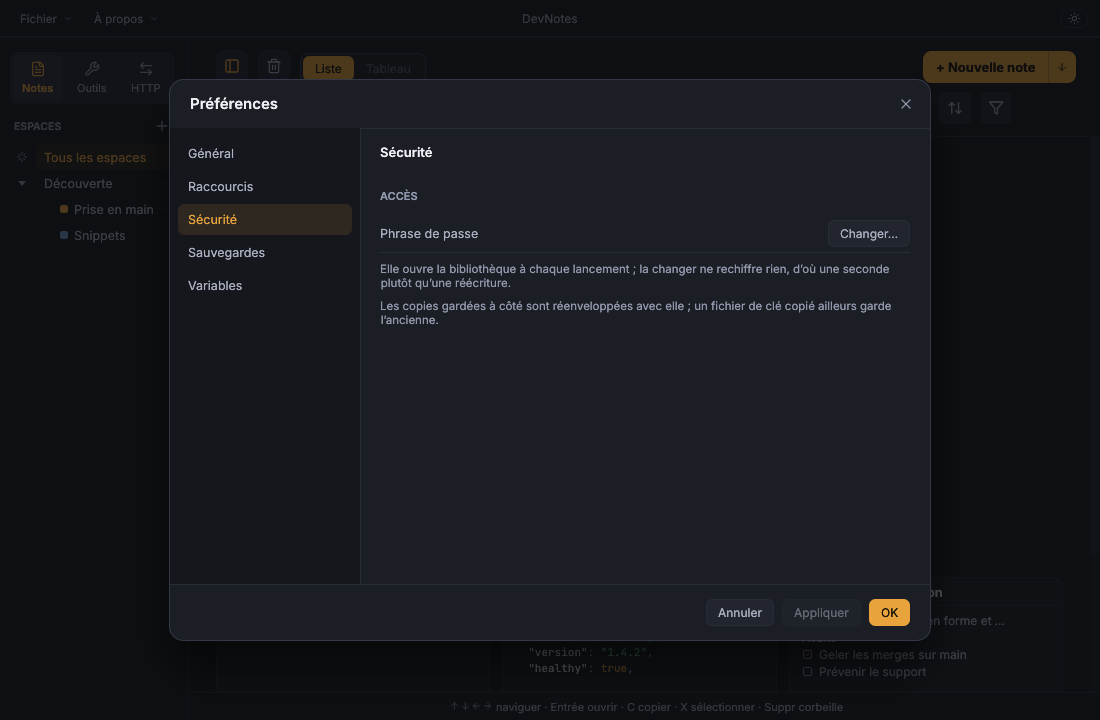 Fichier
À propos
DevNotes
Notes
Outils
HTTP
Liste
Tableau
+ Nouvelle note
ESPACES
Tous les espaces
Découverte
Prise en main
Snippets
Préférences
Général
Raccourcis
Sécurité
Sauvegardes
Variables
Sécurité
ACCÈS
Phrase de passe
Changer...
Elle ouvre la bibliothèque à chaque lancement ; la changer ne rechiffre rien, d’où une seconde
plutôt qu’une réécriture.
Les copies gardées à côté sont réenveloppées avec elle ; un fichier de clé copié ailleurs garde
l’ancienne.
Annuler
Appliquer
OK
on
en forme et ...
"version": "1.4.2",
"healthy": true,
Geler les merges sur main
Prévenir le support
↑ ↓ ← → naviguer · Entrée ouvrir · C copier · X sélectionner · Suppr corbeille